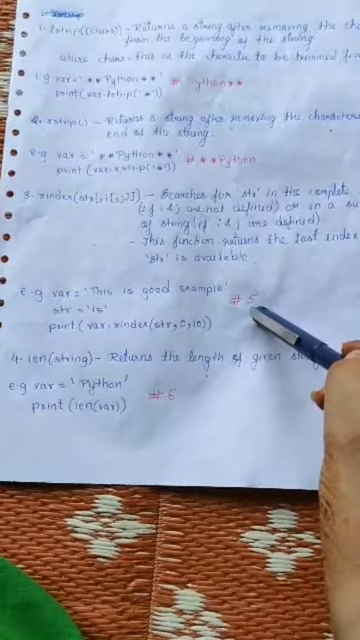 1. lstrip([chars]) - Returns a string after removing the
from the beginning of the string.
where chars - this is the character to be trimmed
e.g var = '**Python**' # Python**
print(var.lstrip('*'))
2. rstrip() - Returns a string after removing the characters
end as the string.
e.g var = '**Python**' # **Python
print (var.rstrip('*'))
3. rindex(str[,i[,j]]) - Searches for 'str' in the complete
(if i & j are not defined) or in a
of string (if i & j are defined)
- This function returns the last index
'str' is available.
e.g var = 'This is good example' # 5
str = 'is'
print(var.rindex(str,0,10))
4. len(string) - Returns the length of given
e.g var = 'Python' # 6
print (len(var))